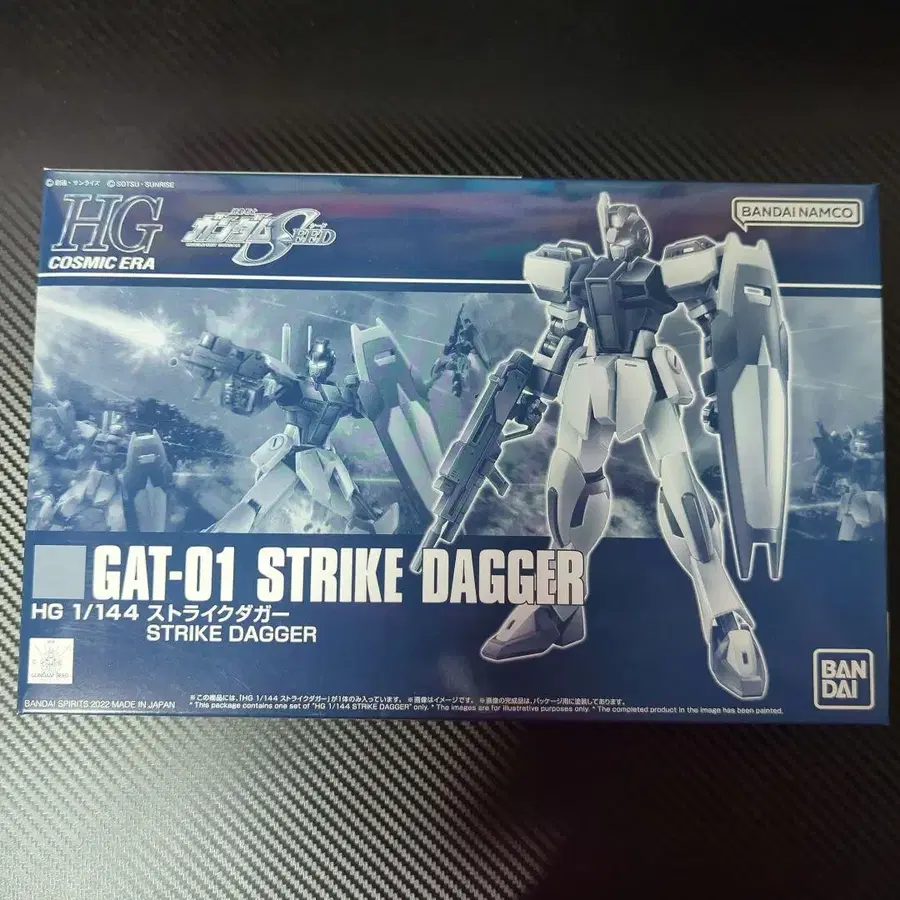 ©創通・サンライズ ©SOTSU・SUNRISE
HG
COSMIC ERA
機動戦士
ガンダムSEED
BANDAI NAMCO
GAT-01 STRIKE DAGGER
HG 1/144 ストライクダガー
STRIKE DAGGER
BANDAI SPIRITS 2022 MADE IN JAPAN
※この商品には、「HG 1/144 ストライクダガー」が1体のみ入っています。 ※画像はイメージです。 ※画像の完成品は、パッケージ用に塗装してあります。
* This package contains one set of "HG 1/144 STRIKE DAGGER" only. * The images are for illustrative purposes only. * The completed product in the image has been painted.
BAN
DAI